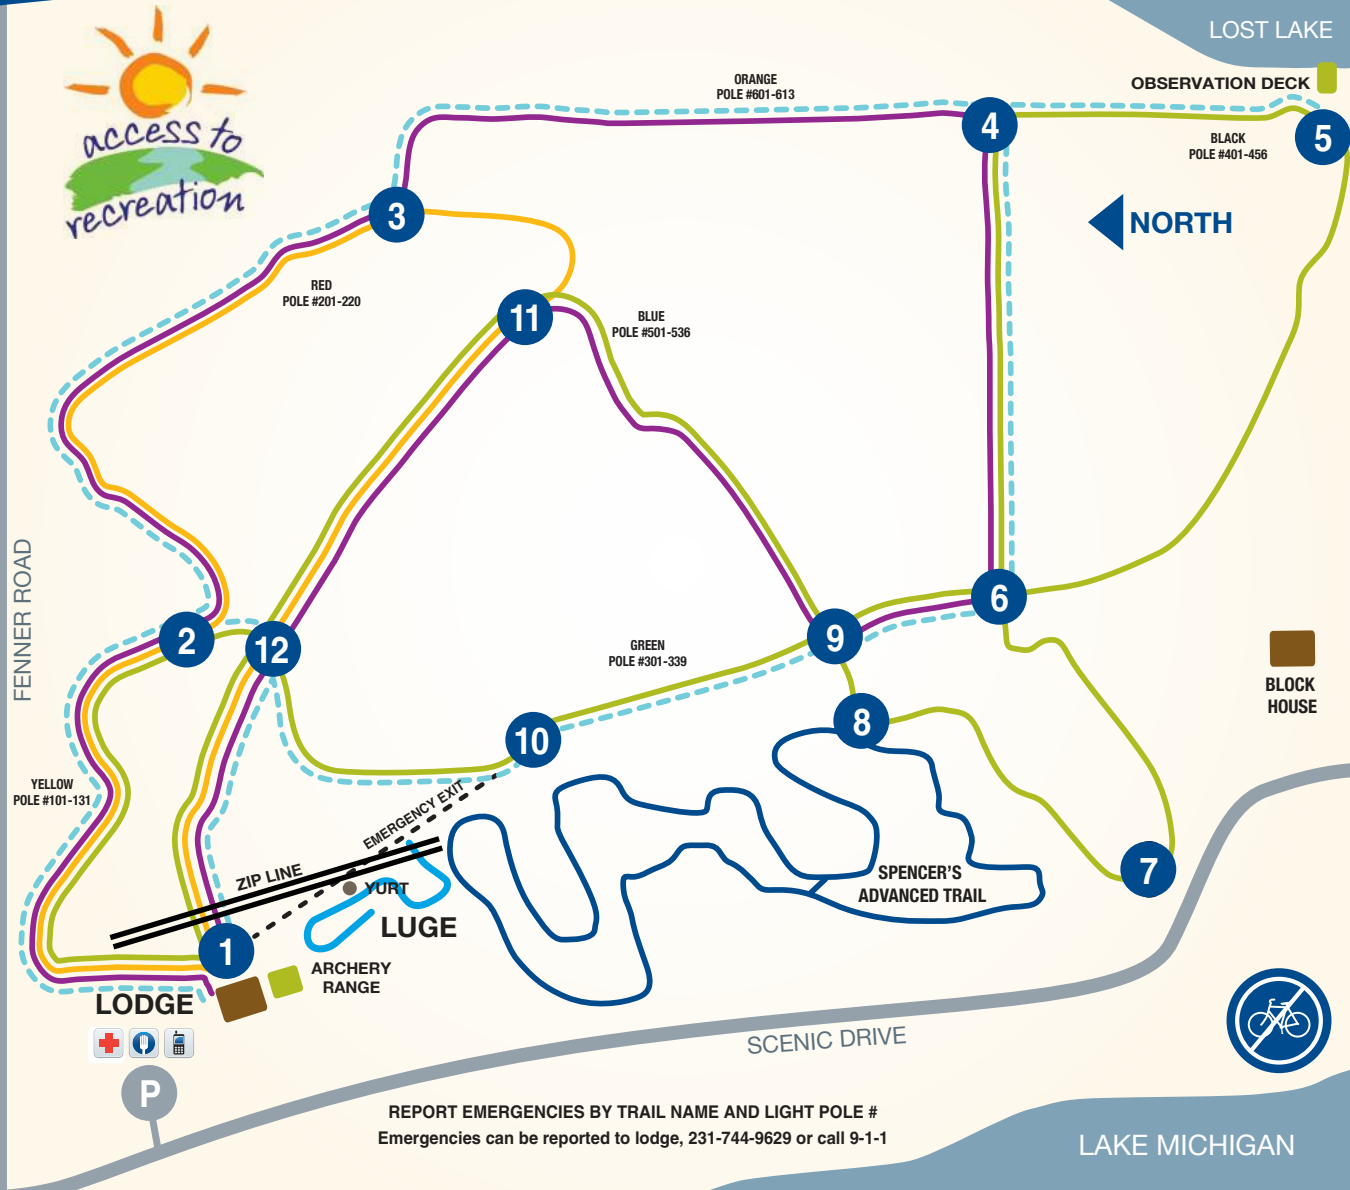 LOST LAKE
access to
recreation
ORANGE
POLE #601-613
OBSERVATION DECK
4
5
BLACK
POLE #401-456
3
NORTH
RED
POLE #201-220
11
BLUE
POLE #501-536
FENNER ROAD
6
2
12
9
GREEN
POLE #301-339
BLOCK
HOUSE
8
10
YELLOW
POLE #101-131
EMERGENCY EXIT
ZIP LINE
YURT
7
SPENCER'S
ADVANCED TRAIL
LUGE
1
ARCHERY
RANGE
LODGE
SCENIC DRIVE
P
REPORT EMERGENCIES BY TRAIL NAME AND LIGHT POLE #
Emergencies can be reported to lodge, 231-744-9629 or call 9-1-1
LAKE MICHIGAN